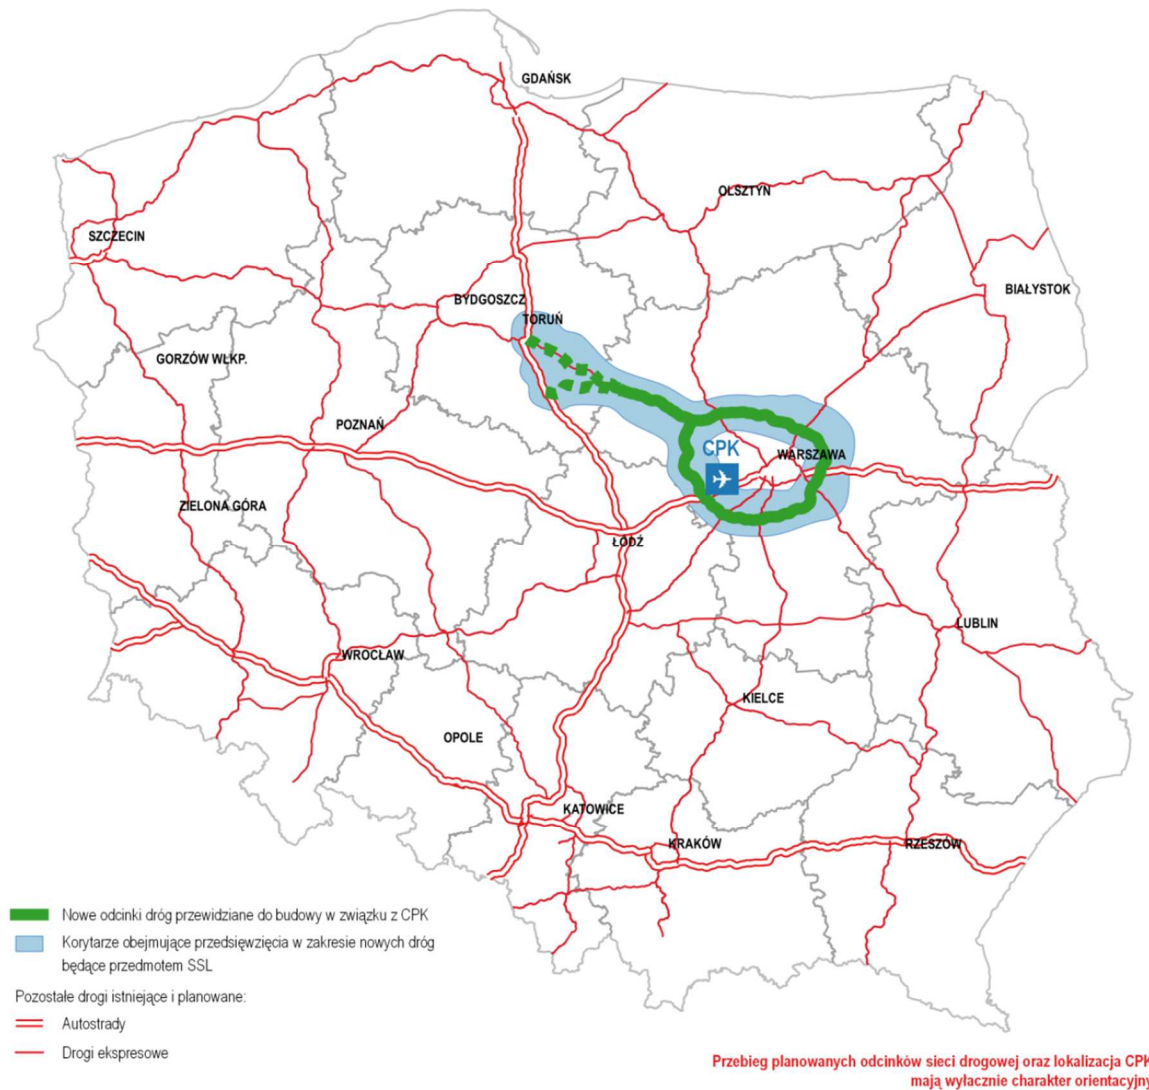 GDAŃSK
OLSZTYN
SZCZECIN
BIAŁYSTOK
BYDGOSZCZ
TORUŃ
GORZÓW WLKP.
POZNAŃ
CPK
WARSZAWA
ZIELONA GÓRA
ŁÓDŹ
LUBLIN
WROCŁAW
KIELCE
OPOLE
KATOWICE
KRAKÓW
RZESZÓW
Nowe odcinki dróg przewidziane do budowy w związku z CPK
Korytarze obejmujące przedsięwzięcia w zakresie nowych dróg
będące przedmotem SSL
Pozostałe drogi istniejące i planowane:
Autostrady
Drogi ekspresowe
Przebieg planowanych odcinków sieci drogowej oraz lokalizacja CPK
mają wyłacznie charakter orientacyjny